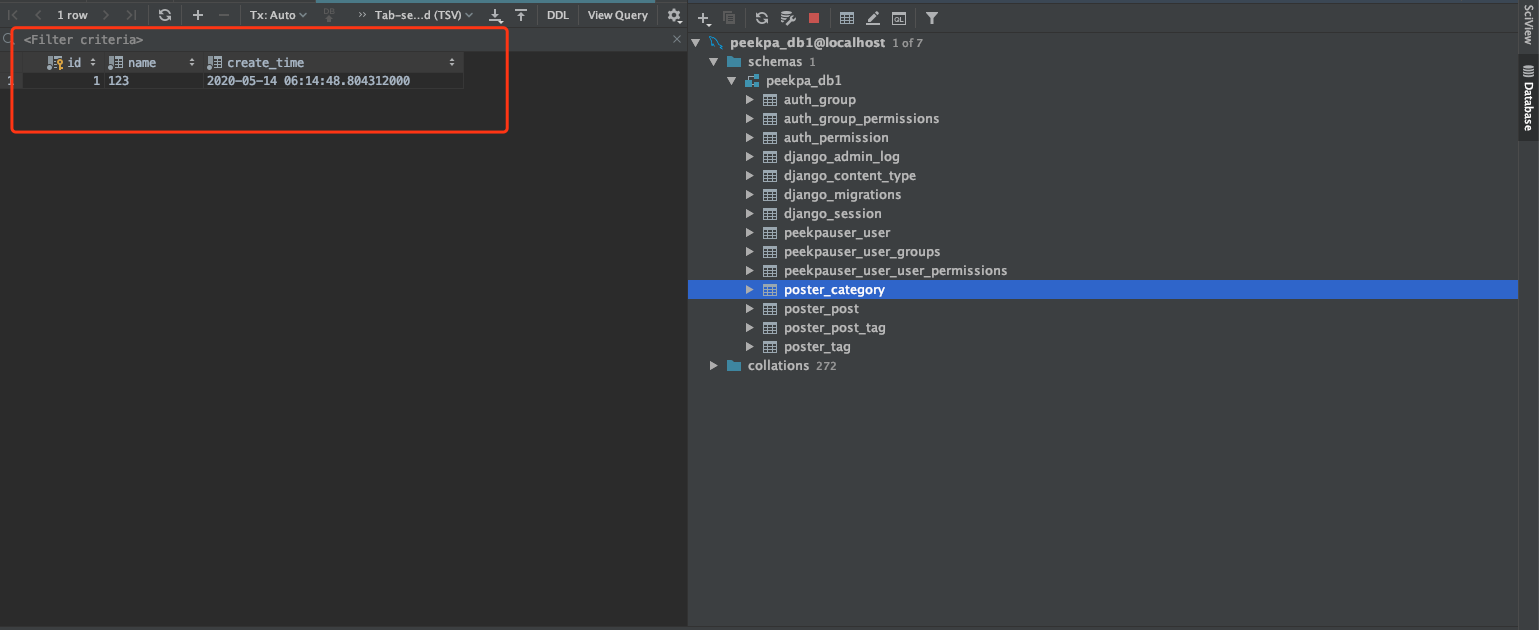 1 row
Tx: Auto
DB
Tab-se...d (TSV)
DDL
View Query
<Filter criteria>
id
name
create_time
1
1
123
2020-05-14 06:14:48.804312000
peekpa_db1@localhost 1 of 7
schemas 1
peekpa_db1
auth_group
auth_group_permissions
auth_permission
django_admin_log
django_content_type
django_migrations
django_session
peekpauser_user
peekpauser_user_groups
peekpauser_user_user_permissions
poster_category
poster_post
poster_post_tag
poster_tag
collations 272
SciView
Database